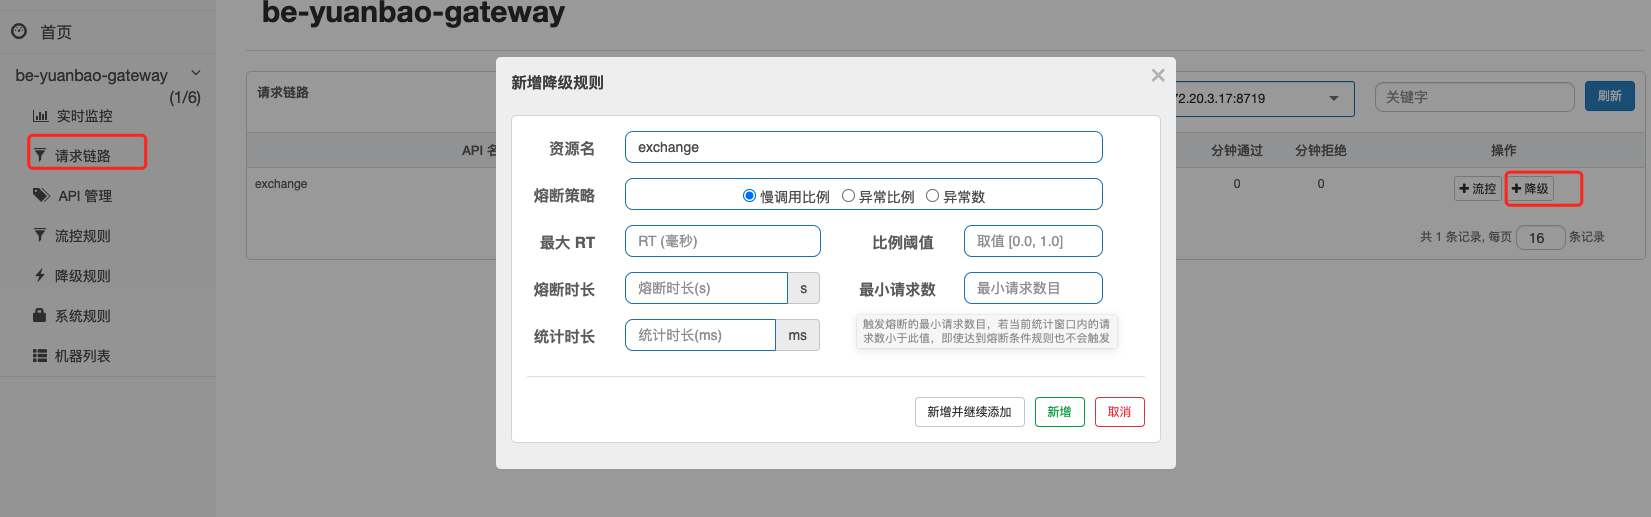 be-yuanbao-gateway
首页
be-yuanbao-gateway
(1/6)
实时监控
请求链路
API 管理
流控规则
降级规则
系统规则
机器列表
请求链路
72.20.3.17:8719
关键字
刷新
API 名
分钟通过
分钟拒绝
操作
exchange
0
0
流控
降级
共 1 条记录, 每页 16 条记录
新增降级规则
×
资源名
exchange
熔断策略
慢调用比例 异常比例 异常数
最大 RT
RT (毫秒)
比例阈值
取值 [0.0, 1.0]
熔断时长
熔断时长(s)
s
最小请求数
最小请求数目
统计时长
统计时长(ms)
ms
触发熔断的最小请求数目，若当前统计窗口内的请
求数小于此值，即使达到熔断条件规则也不会触发
新增并继续添加
新增
取消